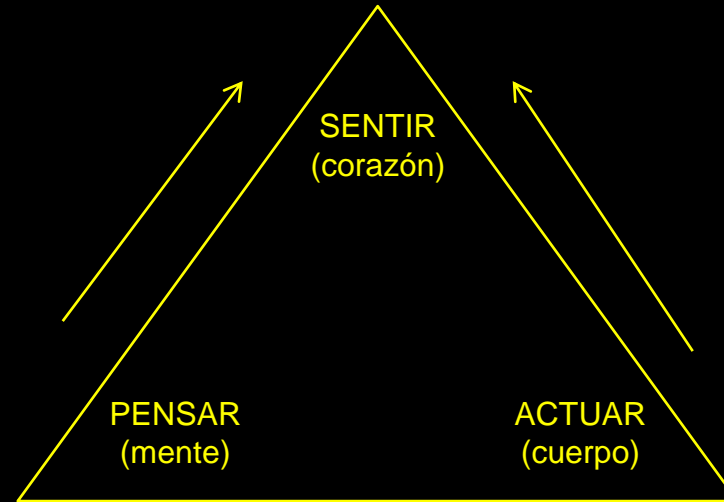 SENTIR
(corazón)
PENSAR
(mente)
ACTUAR
(cuerpo)